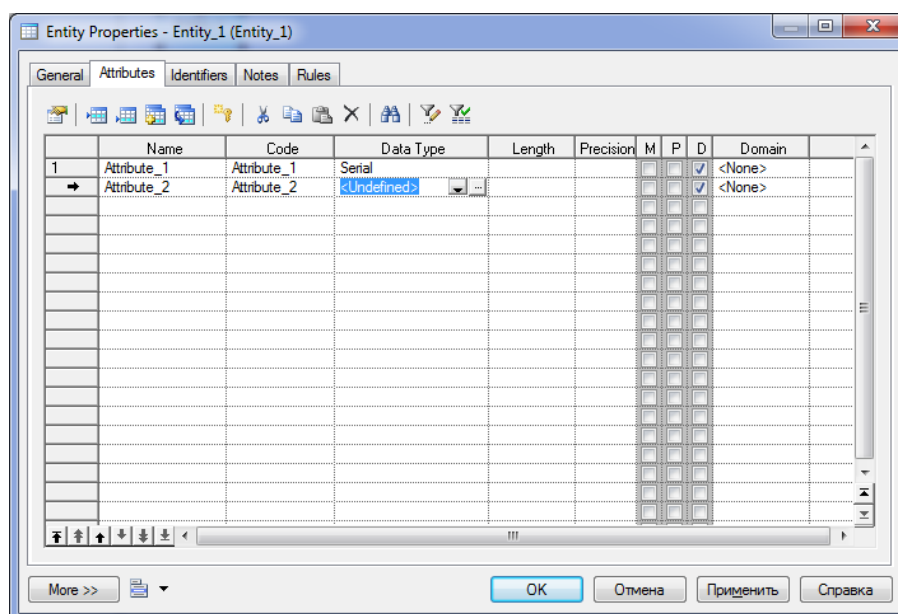 Entity Properties - Entity_1 (Entity_1)
General Attributes Identifiers Notes Rules
Name Code Data Type Length Precision M P D Domain
1 Attribute_1 Attribute_1 Serial <None>
Attribute_2 Attribute_2 <Undefined> ... <None>
More >> OK Отмена Применить Справка